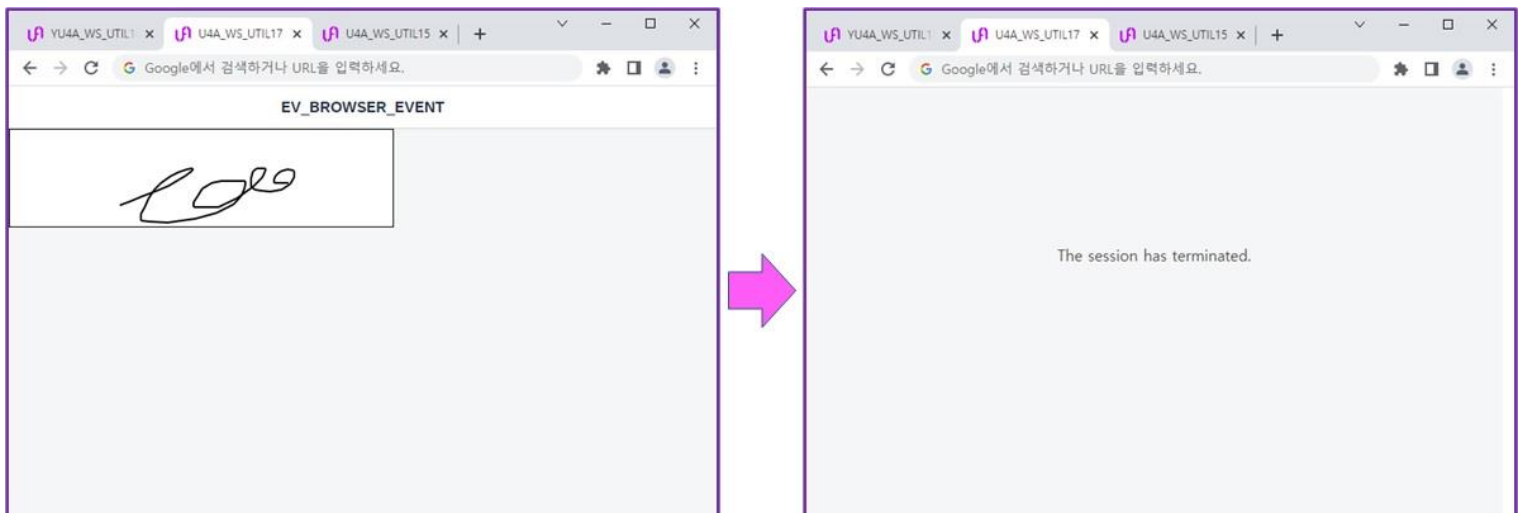 YU4A_WS_UTIL1
U4A_WS_UTIL17
U4A_WS_UTIL15
Google에서 검색하거나 URL을 입력하세요.
EV_BROWSER_EVENT
YU4A_WS_UTIL1
U4A_WS_UTIL17
U4A_WS_UTIL15
Google에서 검색하거나 URL을 입력하세요.
The session has terminated.